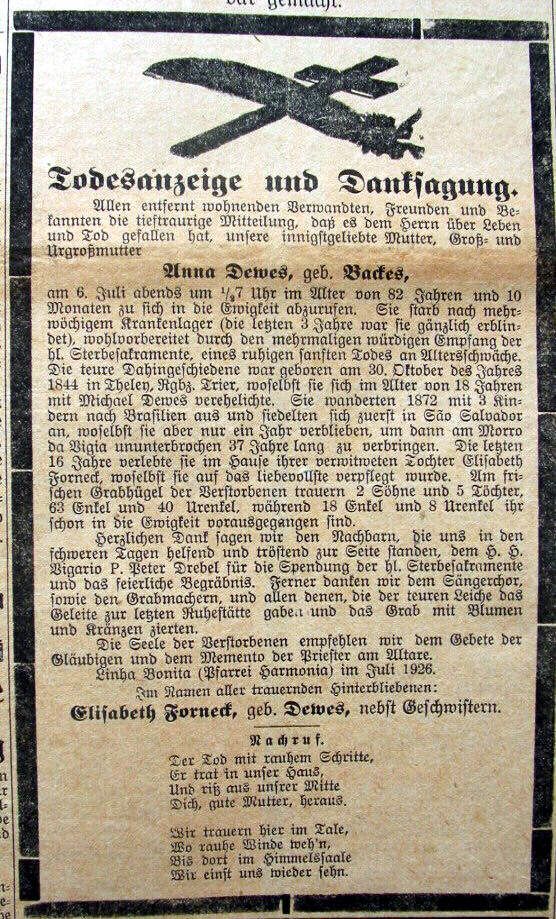 bar gemacht.
Todesanzeige und Danksagung.
Allen entfernt wohnenden Verwandten, Freunden und Be-
kannten die tieftraurige Mitteilung, daß es dem Herrn über Leben
und Tod gefallen hat, unsere innigstgeliebte Mutter, Groß- und
Urgroßmutter
Anna Dewes, geb. Backes,
am 6. Juli abends um ½7 Uhr im Alter von 82 Jahren und 10
Monaten zu sich in die Ewigkeit abzurufen. Sie starb nach mehr-
wöchigem Krankenlager (die letzten 3 Jahre war sie gänzlich erblin-
det), wohlvorbereitet durch den mehrmaligen würdigen Empfang der
hl. Sterbesakramente, eines ruhigen sanften Todes an Altersschwäche.
Die teure Dahingeschiedene war geboren am 30. Oktober des Jahres
1844 in Theley, Rgbz. Trier, woselbst sie sich im Alter von 18 Jahren
mit Michael Dewes verehelichte. Sie wanderten 1872 mit 3 Kin-
dern nach Brasilien aus und siedelten sich zuerst in São Salvador
an, woselbst sie aber nur ein Jahr verblieben, um dann am Morro
da Vigia ununterbrochen 37 Jahre lang zu verbringen. Die letzten
16 Jahre verlebte sie im Hause ihrer verwitweten Tochter Elisabeth
Forneck, woselbst sie auf das liebevollste verpflegt wurde. Am fri-
schen Grabhügel der Verstorbenen trauern 2 Söhne und 5 Töchter,
63 Enkel und 40 Urenkel, während 18 Enkel und 8 Urenkel ihr
schon in die Ewigkeit vorausgegangen sind.
Herzlichen Dank sagen wir den Nachbarn, die uns in den
schweren Tagen helfend und tröstend zur Seite standen, dem H. H.
Vigario P. Peter Drebel für die Spendung der hl. Sterbesakramente
und das feierliche Begräbnis. Ferner danken wir dem Sängerchor,
sowie den Grabmachern, und allen denen, die der teuren Leiche das
Geleite zur letzten Ruhestätte gaben und das Grab mit Blumen
und Kränzen zierten.
Die Seele der Verstorbenen empfehlen wir dem Gebete der
Gläubigen und dem Memento der Priester am Altare.
Linha Bonita (Pfarrei Harmonia) im Juli 1926.
Im Namen aller trauernden Hinterbliebenen:
Elisabeth Forneck, geb. Dewes, nebst Geschwistern.
Nachruf.
Der Tod mit rauhem Schritte,
Er trat in unser Haus,
Und riß aus unsrer Mitte
Dich, gute Mutter, heraus.
Wir trauern hier im Tale,
Wo rauhe Winde weh'n,
Bis dort im Himmelssaale
Wir einst uns wieder sehn.